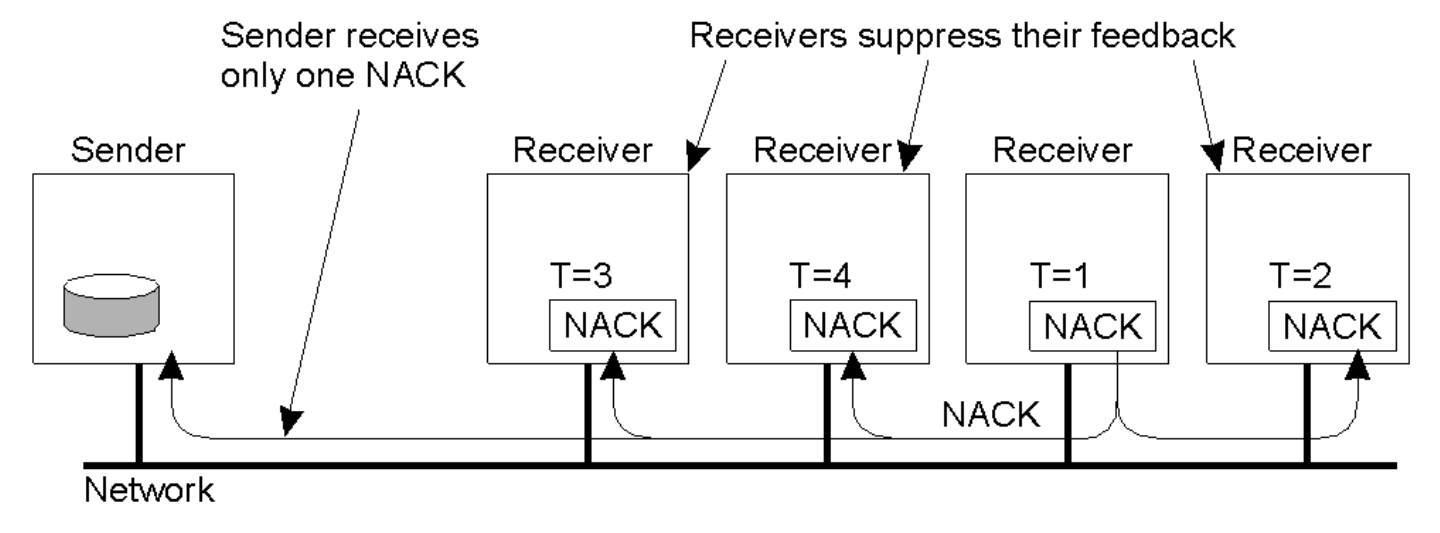 Sender receives
only one NACK
Receivers suppress their feedback
Sender
Receiver
Receiver
Receiver
Receiver
T=3
T=4
T=1
T=2
NACK
NACK
NACK
NACK
NACK
Network